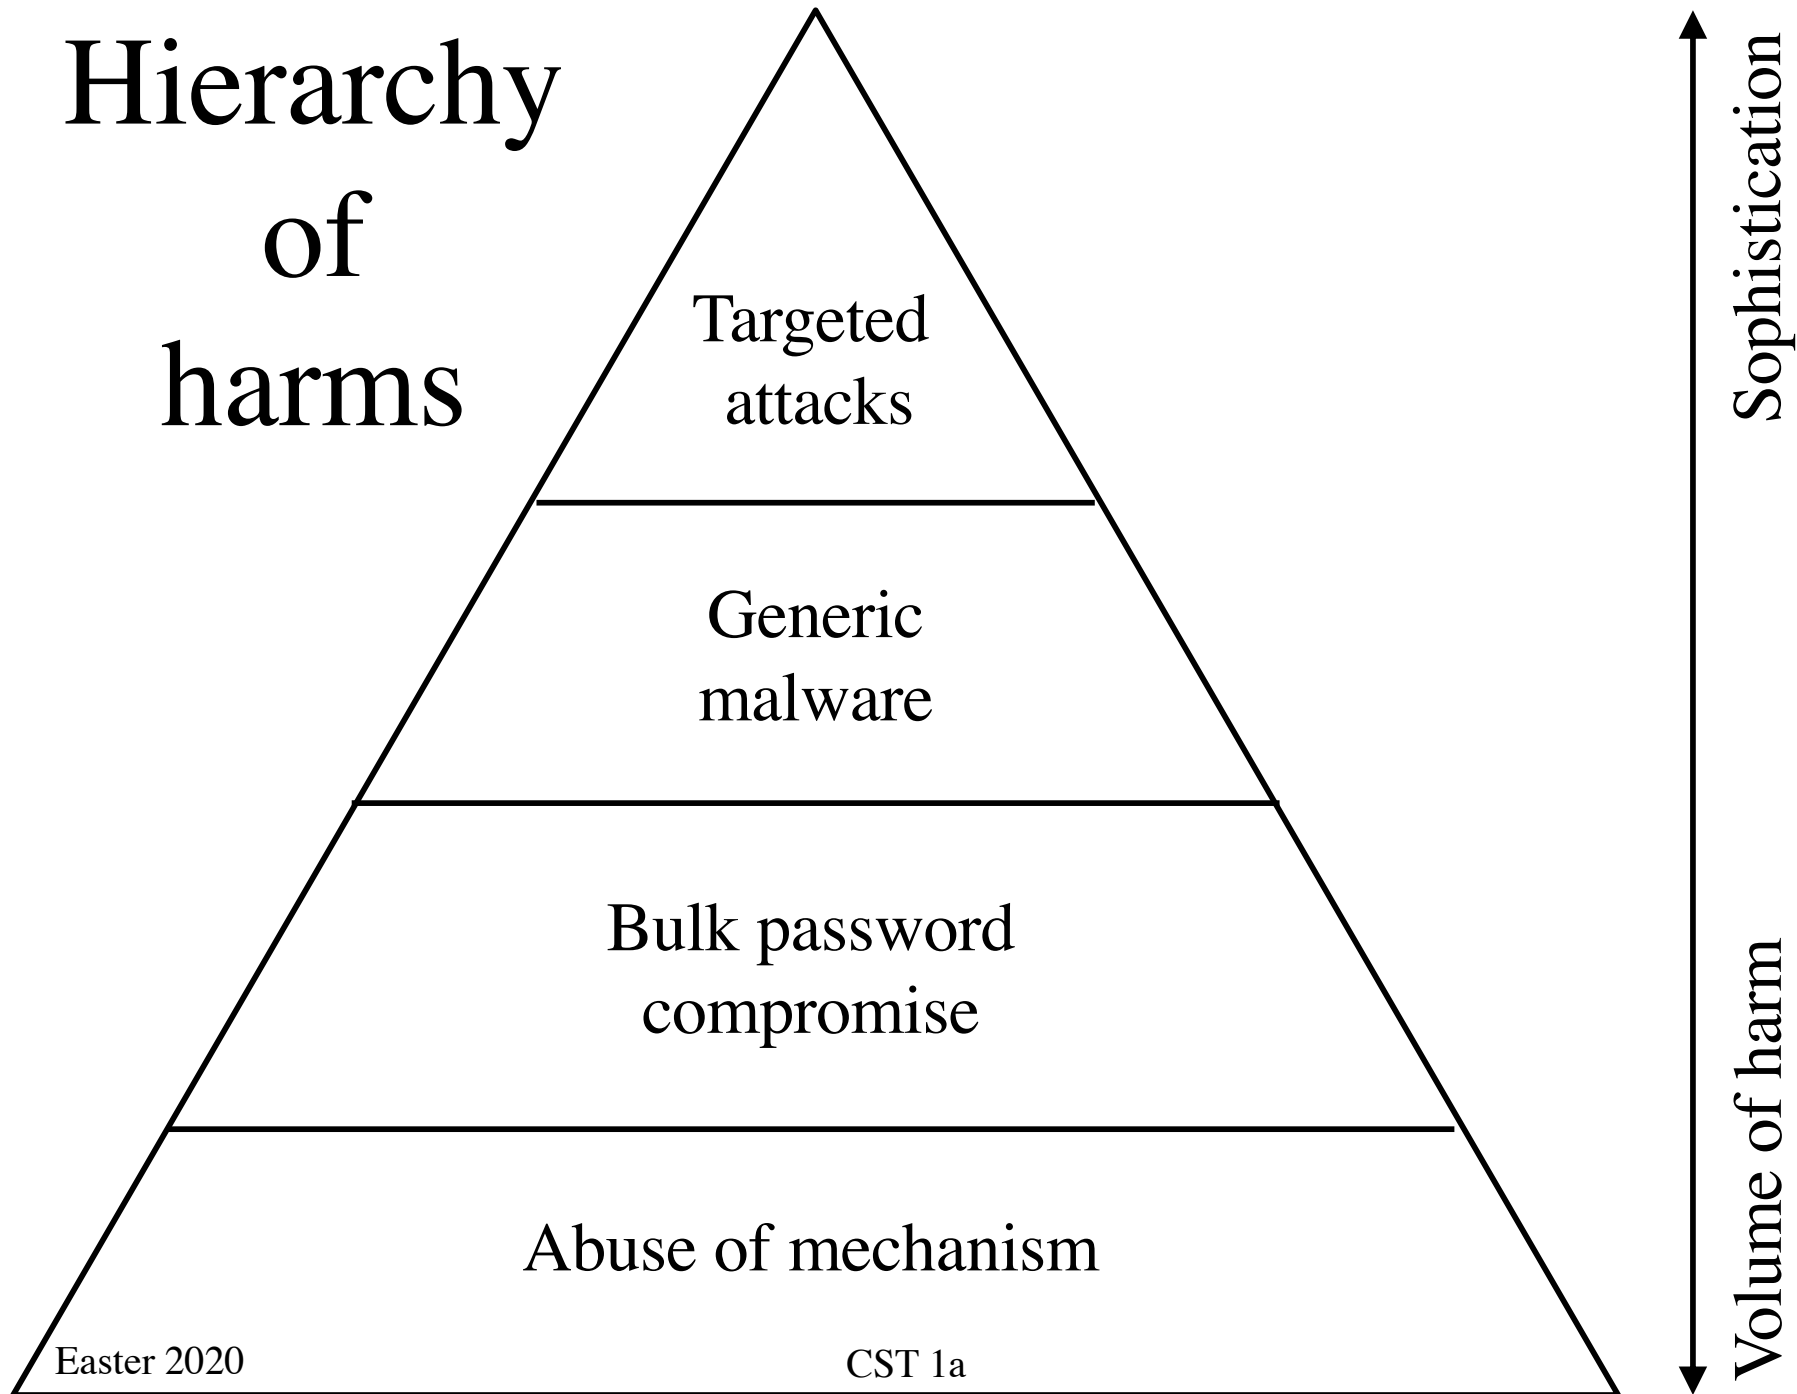 Hierarchy
of
harms
Targeted
attacks
Generic
malware
Bulk password
compromise
Abuse of mechanism
Sophistication
Volume of harm
Easter 2020
CST 1a